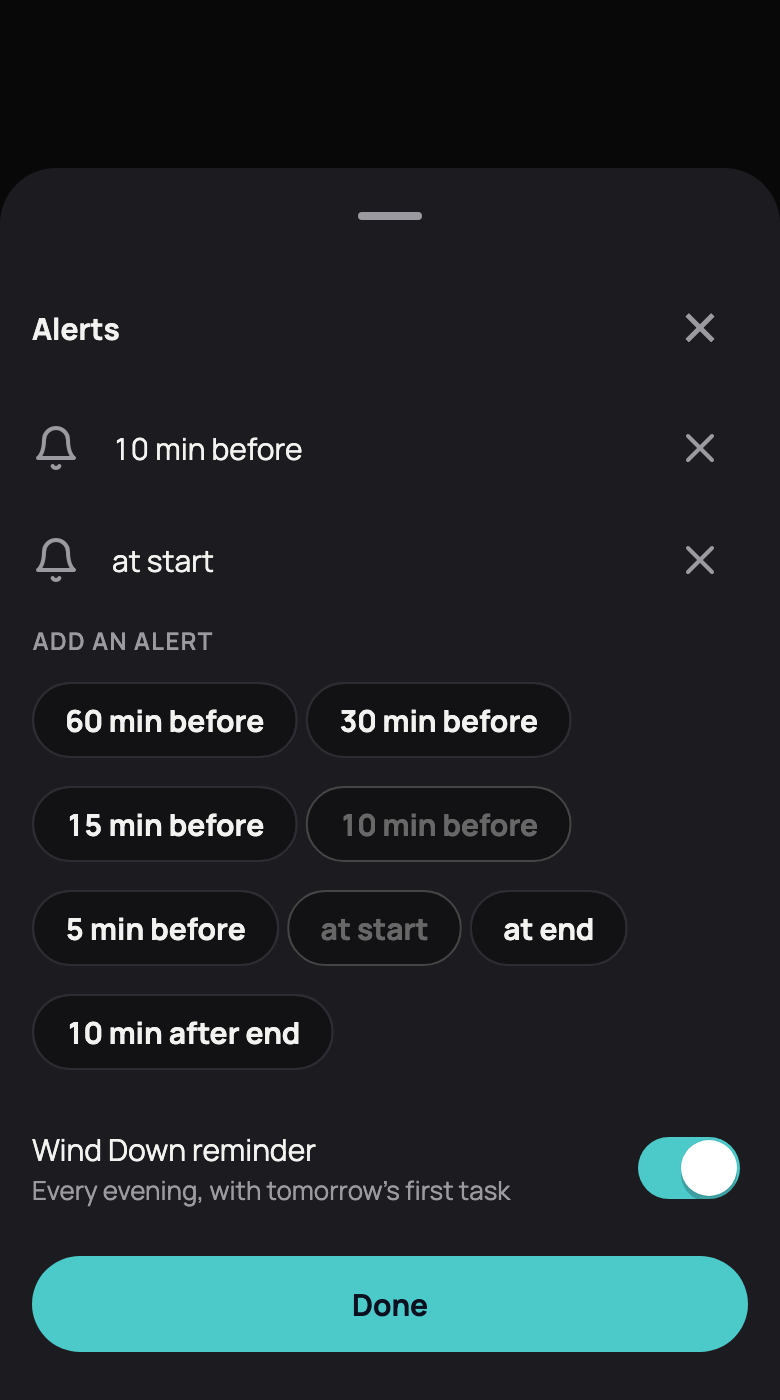 Alerts
10 min before
at start
ADD AN ALERT
60 min before 30 min before
15 min before 10 min before
5 min before at start at end
10 min after end
Wind Down reminder
Every evening, with tomorrow's first task
Done